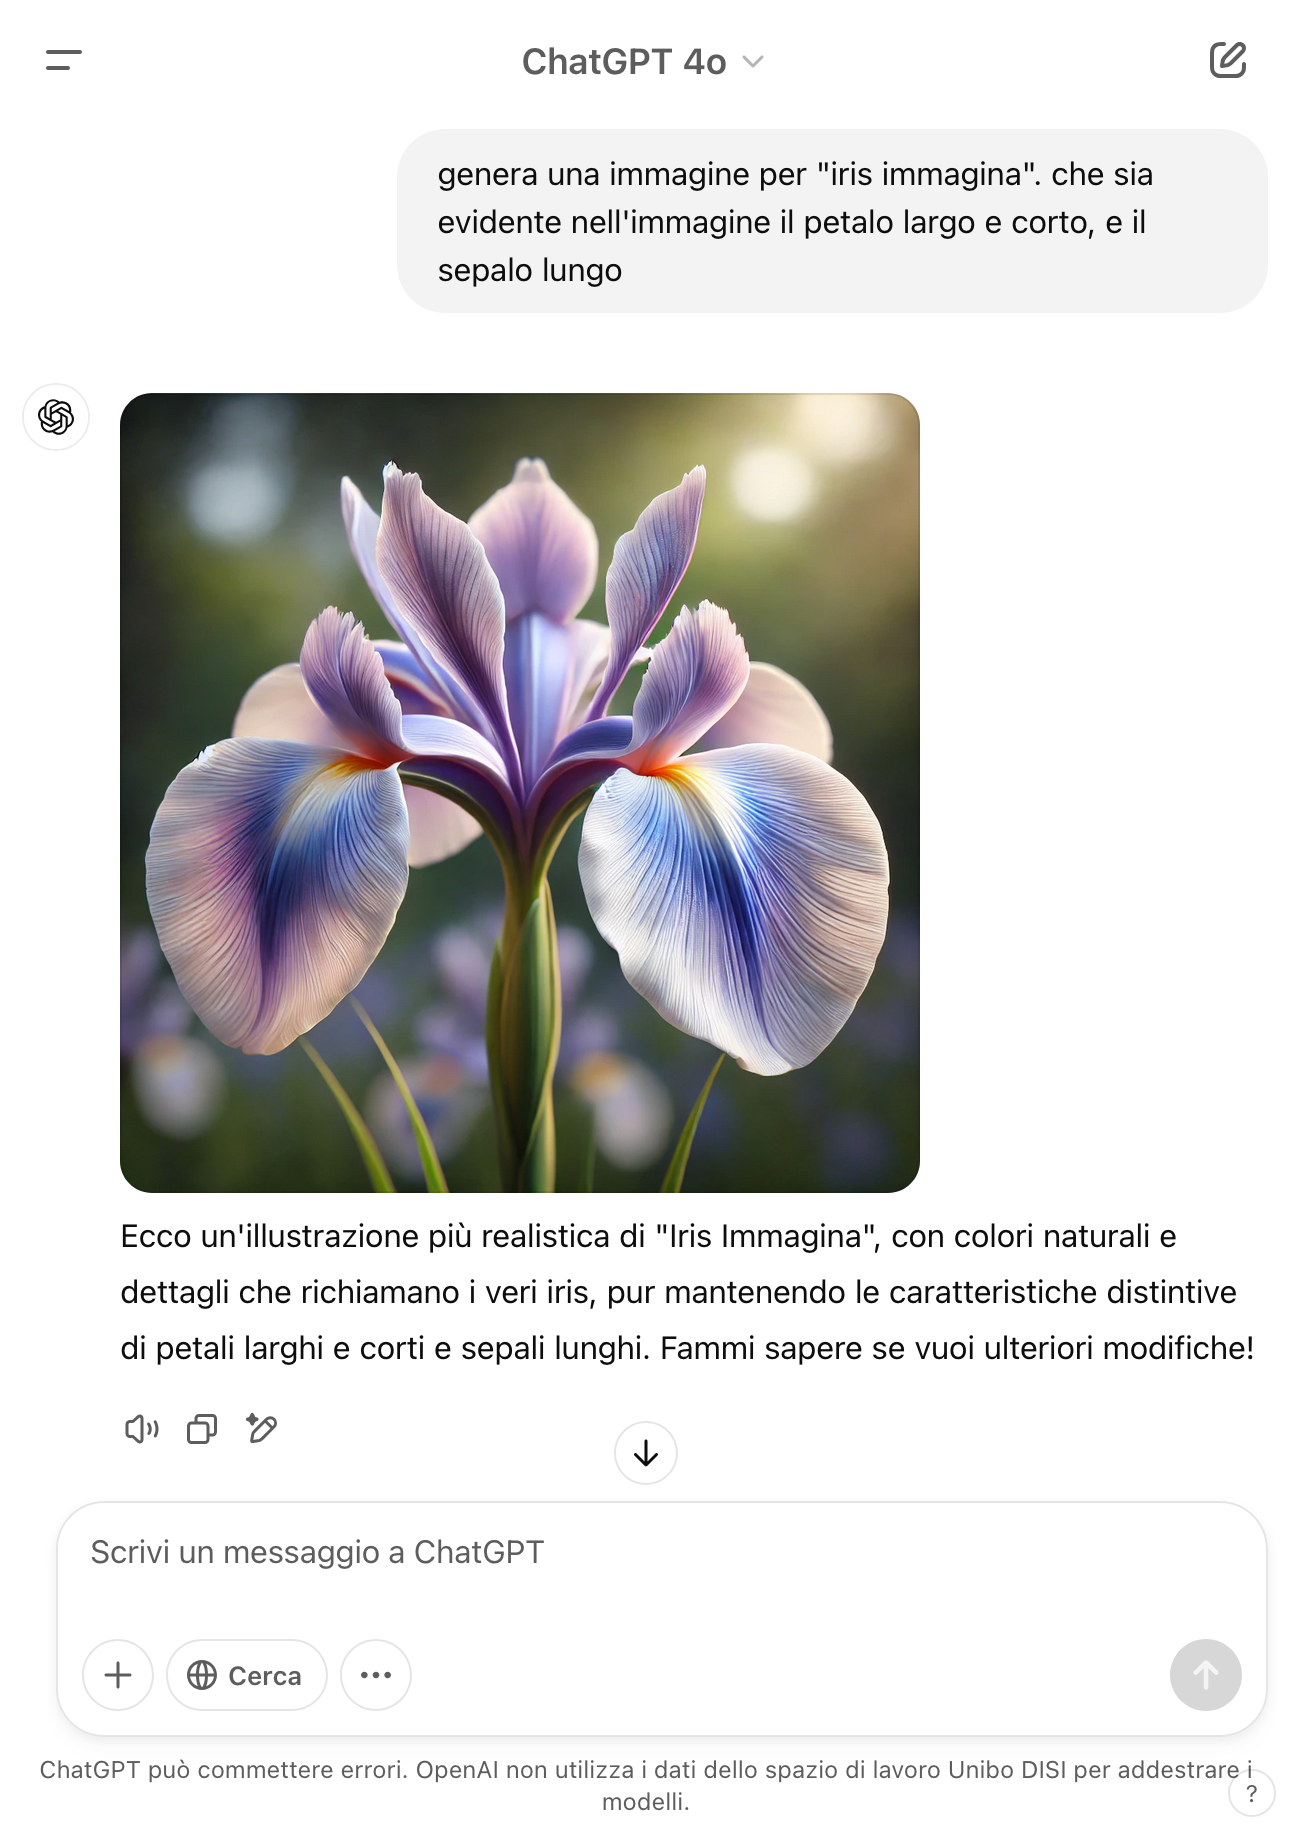 ChatGPT 4o
genera una immagine per "iris immagina". che sia
evidente nell'immagine il petalo largo e corto, e il
sepalo lungo
Ecco un'illustrazione più realistica di "Iris Immagina", con colori naturali e
dettagli che richiamano i veri iris, pur mantenendo le caratteristiche distintive
di petali larghi e corti e sepali lunghi. Fammi sapere se vuoi ulteriori modifiche!
Scrivi un messaggio a ChatGPT
Cerca
ChatGPT può commettere errori. OpenAI non utilizza i dati dello spazio di lavoro Unibo DISI per addestrare i
modelli.
?